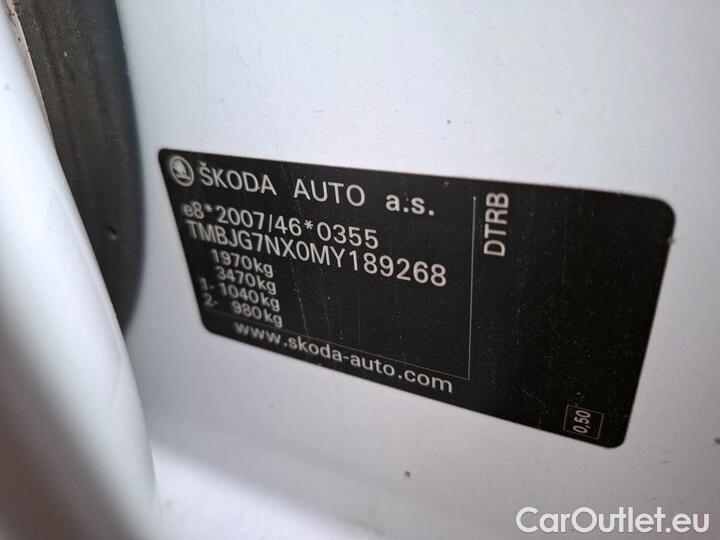 ŠKODA AUTO a.s.
e8*2007/46*0355
TMBJG7NX0MY189268
1970kg
3470kg
1- 1040kg
2- 980kg
www.skoda-auto.com
DTRB
0,50
CarOutlet.eu